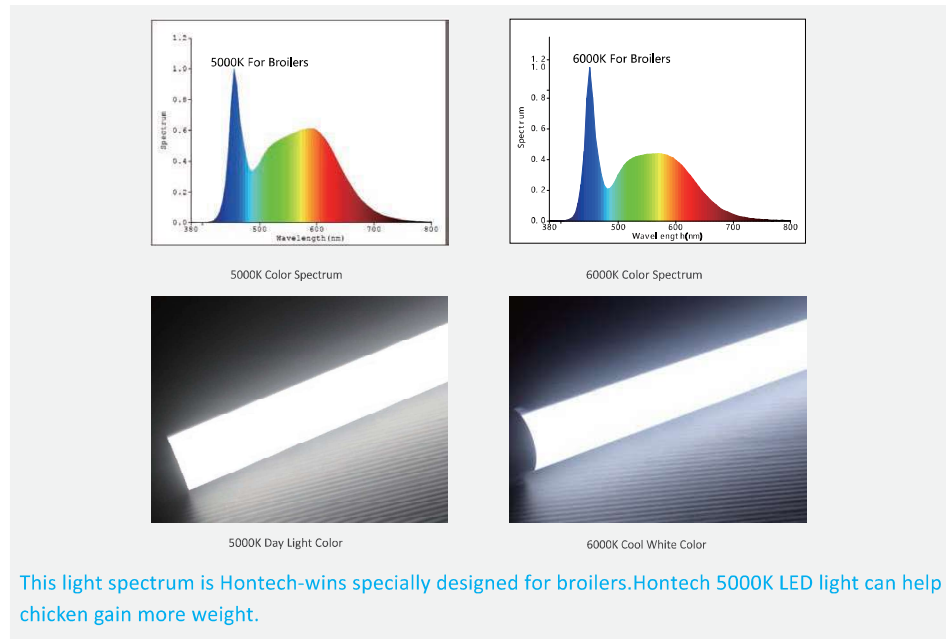 1.2
5000K For Broilers
1.0
0.8
0.6
0.4
0.2
0.0
Spectrum
380 500 600 700 800
Wavelength(nm)
5000K Color Spectrum
1.2
6000K For Broilers
1.0
0.8
0.4
0.2
0.0
Spectrum
380 500 600 700 800
Wavelength(nm)
6000K Color Spectrum
5000K Day Light Color
6000K Cool White Color
This light spectrum is Hontech-wins specially designed for broilers.Hontech 5000K LED light can help
chicken gain more weight.